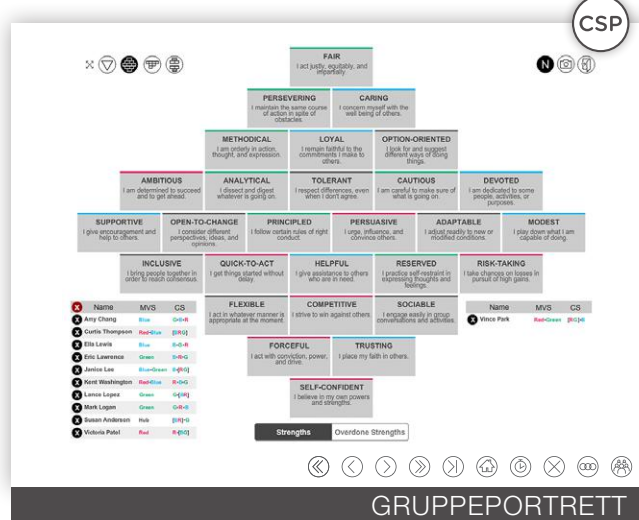 CSP
N
FAIR
I act justly, equitably, and
impartially.
PERSEVERING
I maintain the same course
of action in spite of
obstacles.
CARING
I concern myself with the
well being of others.
METHODICAL
I am orderly in action,
thought, and expression.
LOYAL
I remain faithful to the
commitments I make to
others.
OPTION-ORIENTED
I look for and suggest
different ways of doing
things.
AMBITIOUS
I am determined to succeed
and to get ahead.
ANALYTICAL
I dissect and digest
whatever is going on.
TOLERANT
I respect differences, even
when I don't agree.
CAUTIOUS
I am careful to make sure of
what is going on.
DEVOTED
I am dedicated to some
people, activities, or
purposes.
SUPPORTIVE
I give encouragement and
help to others.
OPEN-TO-CHANGE
I consider different
perspectives, ideas, and
opinions.
PRINCIPLED
I follow certain rules of right
conduct.
PERSUASIVE
I urge, influence, and
convince others.
ADAPTABLE
I adjust readily to new or
modified conditions.
MODEST
I play down what I am
capable of doing.
INCLUSIVE
I bring people together in
order to reach consensus.
QUICK-TO-ACT
I get things started without
delay.
HELPFUL
I give assistance to others
who are in need.
RESERVED
I practice self-restraint in
expressing thoughts and
feelings.
RISK-TAKING
I take chances on losses in
pursuit of high gains.
FLEXIBLE
I act in whatever manner is
appropriate at the moment.
COMPETITIVE
I strive to win against others.
SOCIABLE
I engage easily in group
conversations and activities.
FORCEFUL
I act with conviction, power,
and drive.
TRUSTING
I place my faith in others.
SELF-CONFIDENT
I believe in my own powers
and strengths.
X Name MVS CS
X Amy Chang Blue
X Curtis Thompson Red-Blue [BRG]
X Ella Lewis Blue
X Eric Lawrence Green
X Janice Lee Blue-Green
X Kent Washington Red-Blue
X Lance Lopez Green
X Mark Logan Green
X Susan Anderson Hub
X Victoria Patel Red
Name MVS CS
X Vince Park Red-Green
Strengths Overdone Strengths
GRUPPEPORTRETT